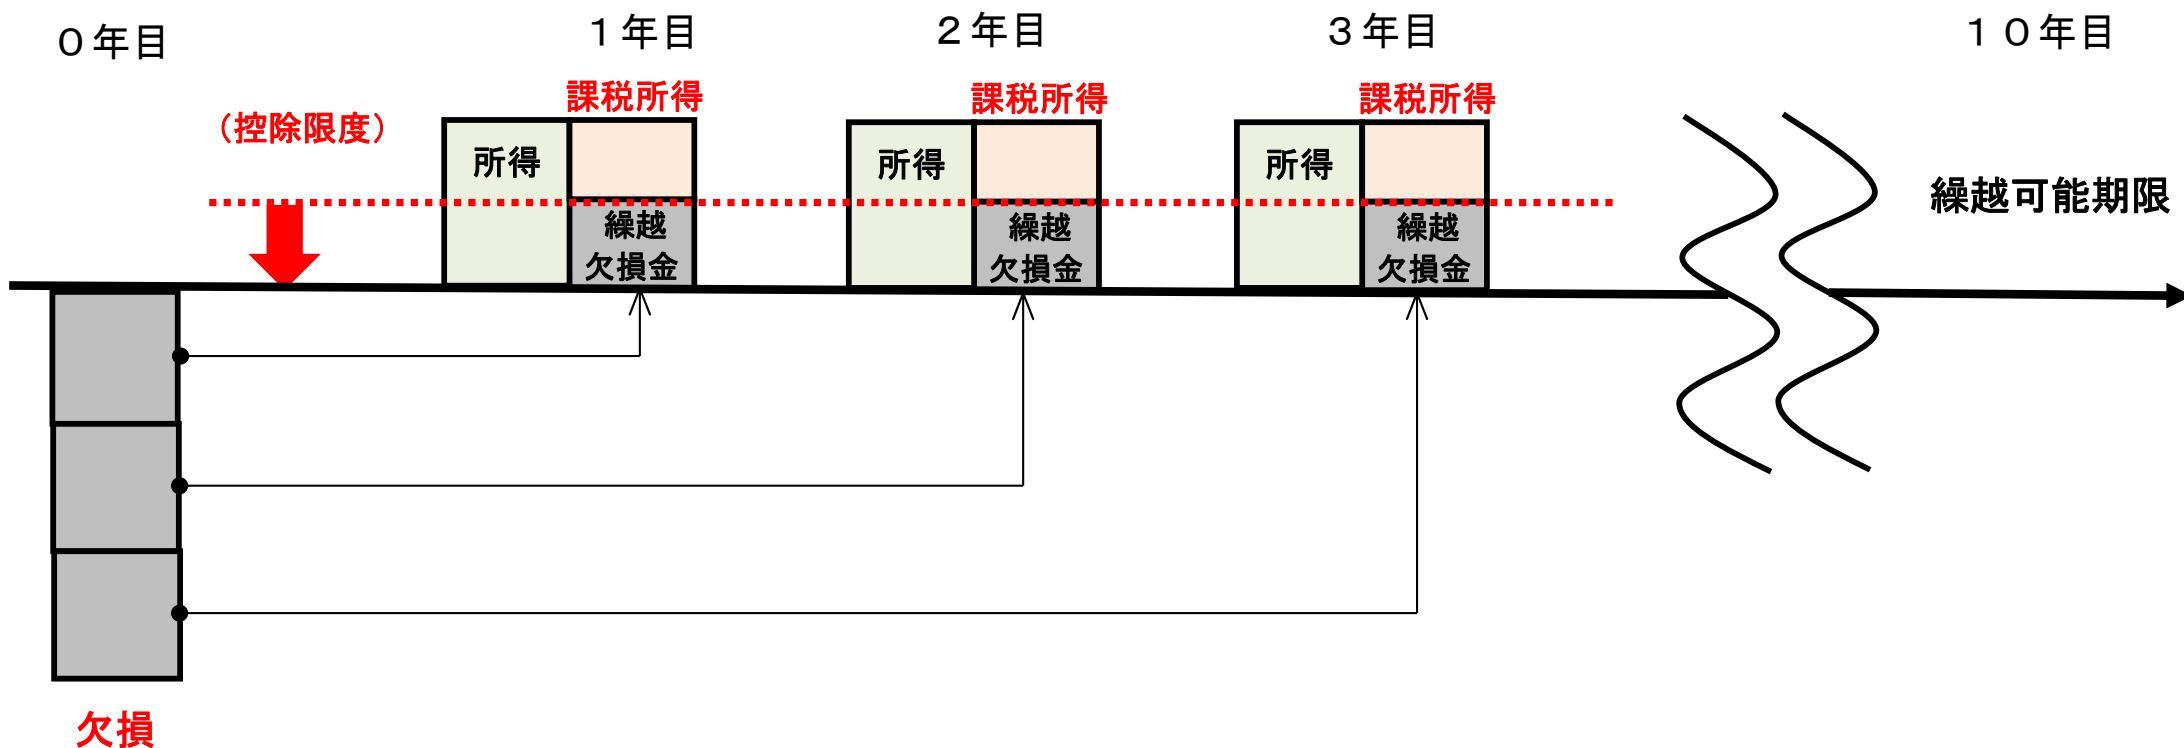 ０年目
１年目
２年目
３年目
１０年目
課税所得
課税所得
課税所得
（控除限度）
所得
所得
所得
繰越可能期限
繰越
欠損金
繰越
欠損金
繰越
欠損金
欠損